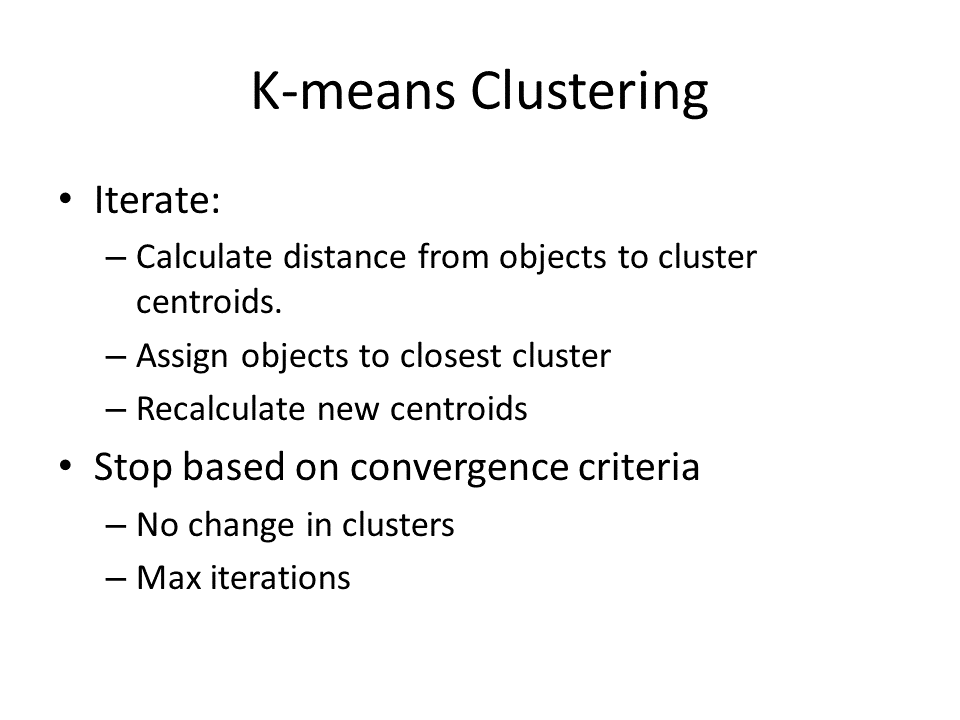 K-means Clustering
• Iterate:
– Calculate distance from objects to cluster
centroids.
– Assign objects to closest cluster
– Recalculate new centroids
• Stop based on convergence criteria
– No change in clusters
– Max iterations